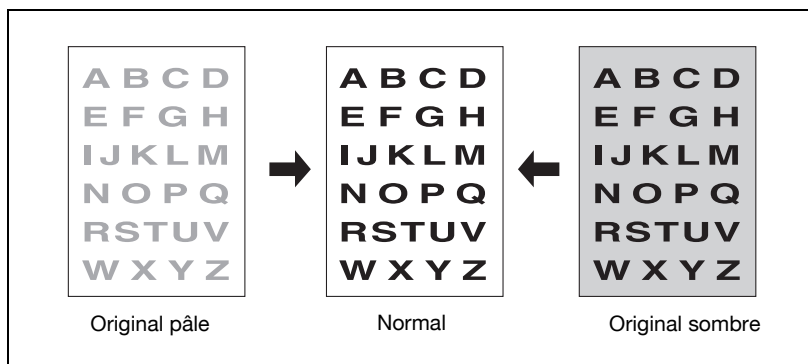 A B C D
E F G H
I J K L M
N O P Q
R S T U V
W X Y Z
Original pâle
A B C D
E F G H
I J K L M
N O P Q
R S T U V
W X Y Z
Normal
A B C D
E F G H
I J K L M
N O P Q
R S T U V
W X Y Z
Original sombre